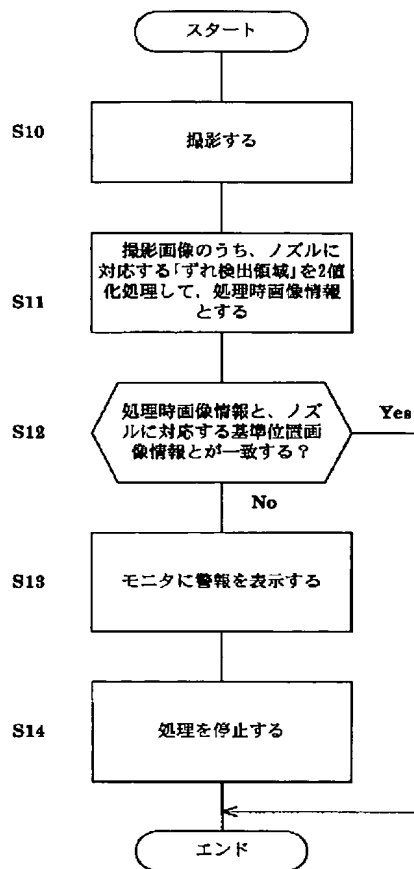 スタート
S10
撮影する
S11
撮影画像のうち、ノズルに
対応する「ずれ検出領域」を2値
化処理して、処理時画像情報
とする
S12
処理時画像情報と、ノズ
ルに対応する基準位置画
像情報とが一致する?
Yes
No
S13
モニタに警報を表示する
S14
処理を停止する
エンド